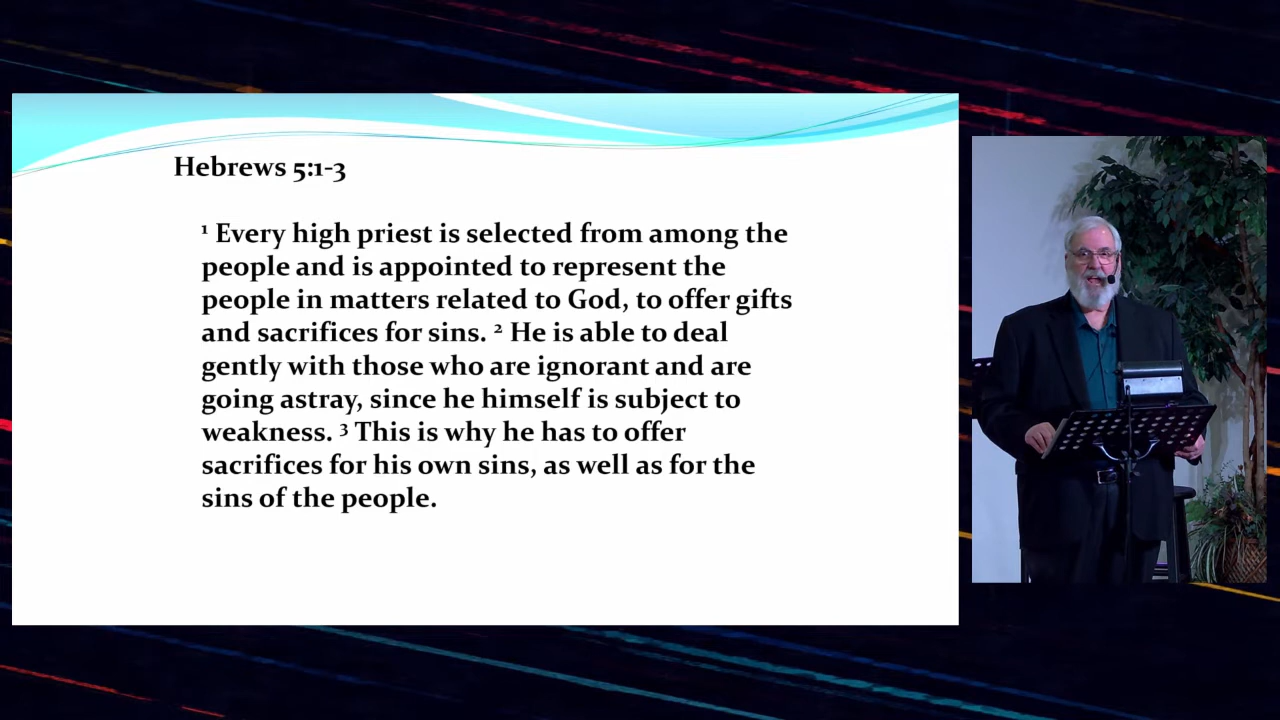 Hebrews 5:1-3
¹ Every high priest is selected from among the
people and is appointed to represent the
people in matters related to God, to offer gifts
and sacrifices for sins. ² He is able to deal
gently with those who are ignorant and are
going astray, since he himself is subject to
weakness. ³ This is why he has to offer
sacrifices for his own sins, as well as for the
sins of the people.